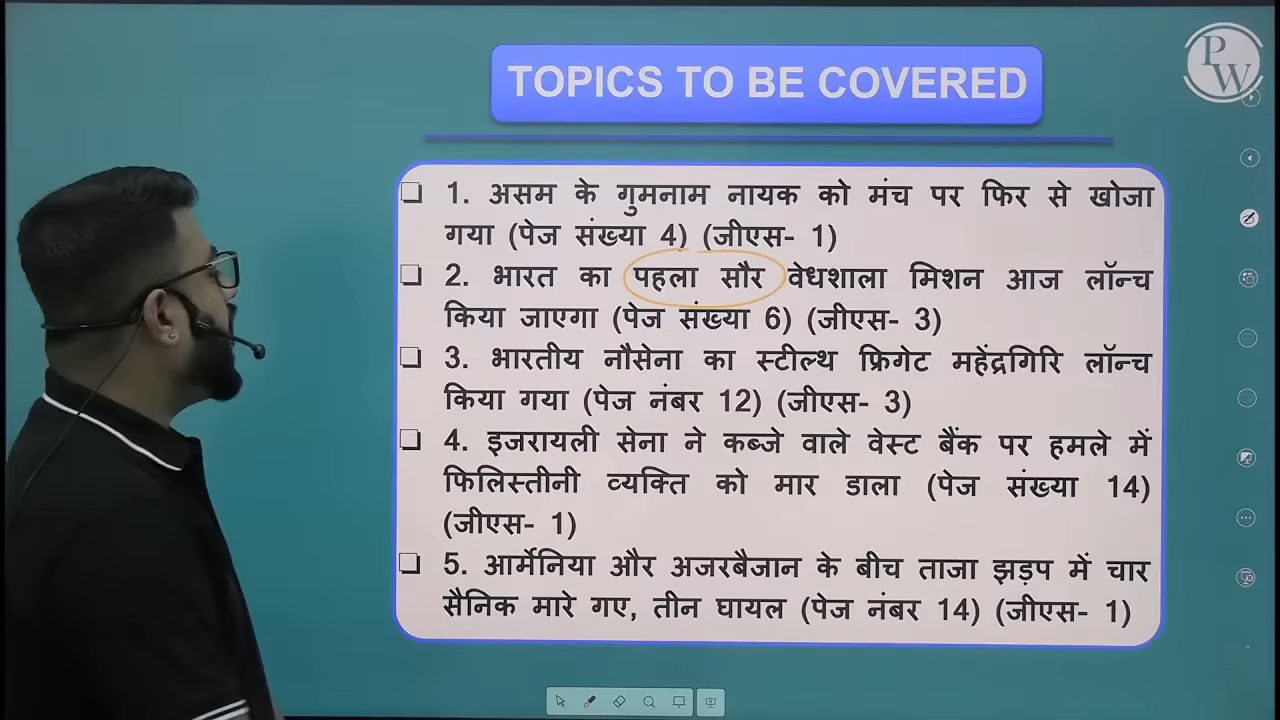 TOPICS TO BE COVERED
PW
1. असम के गुमनाम नायक को मंच पर फिर से खोजा
गया (पेज संख्या 4) (जीएस- 1)
2. भारत का पहला सौर वेधशाला मिशन आज लॉन्च
किया जाएगा (पेज संख्या 6) (जीएस- 3)
3. भारतीय नौसेना का स्टील्थ फ्रिगेट महेंद्रगिरि लॉन्च
किया गया (पेज नंबर 12) (जीएस- 3)
4. इजरायली सेना ने कब्जे वाले वेस्ट बैंक पर हमले में
फिलिस्तीनी व्यक्ति को मार डाला (पेज संख्या 14)
(जीएस- 1)
5. आर्मेनिया और अजरबैजान के बीच ताजा झड़प में चार
सैनिक मारे गए, तीन घायल (पेज नंबर 14) (जीएस- 1)